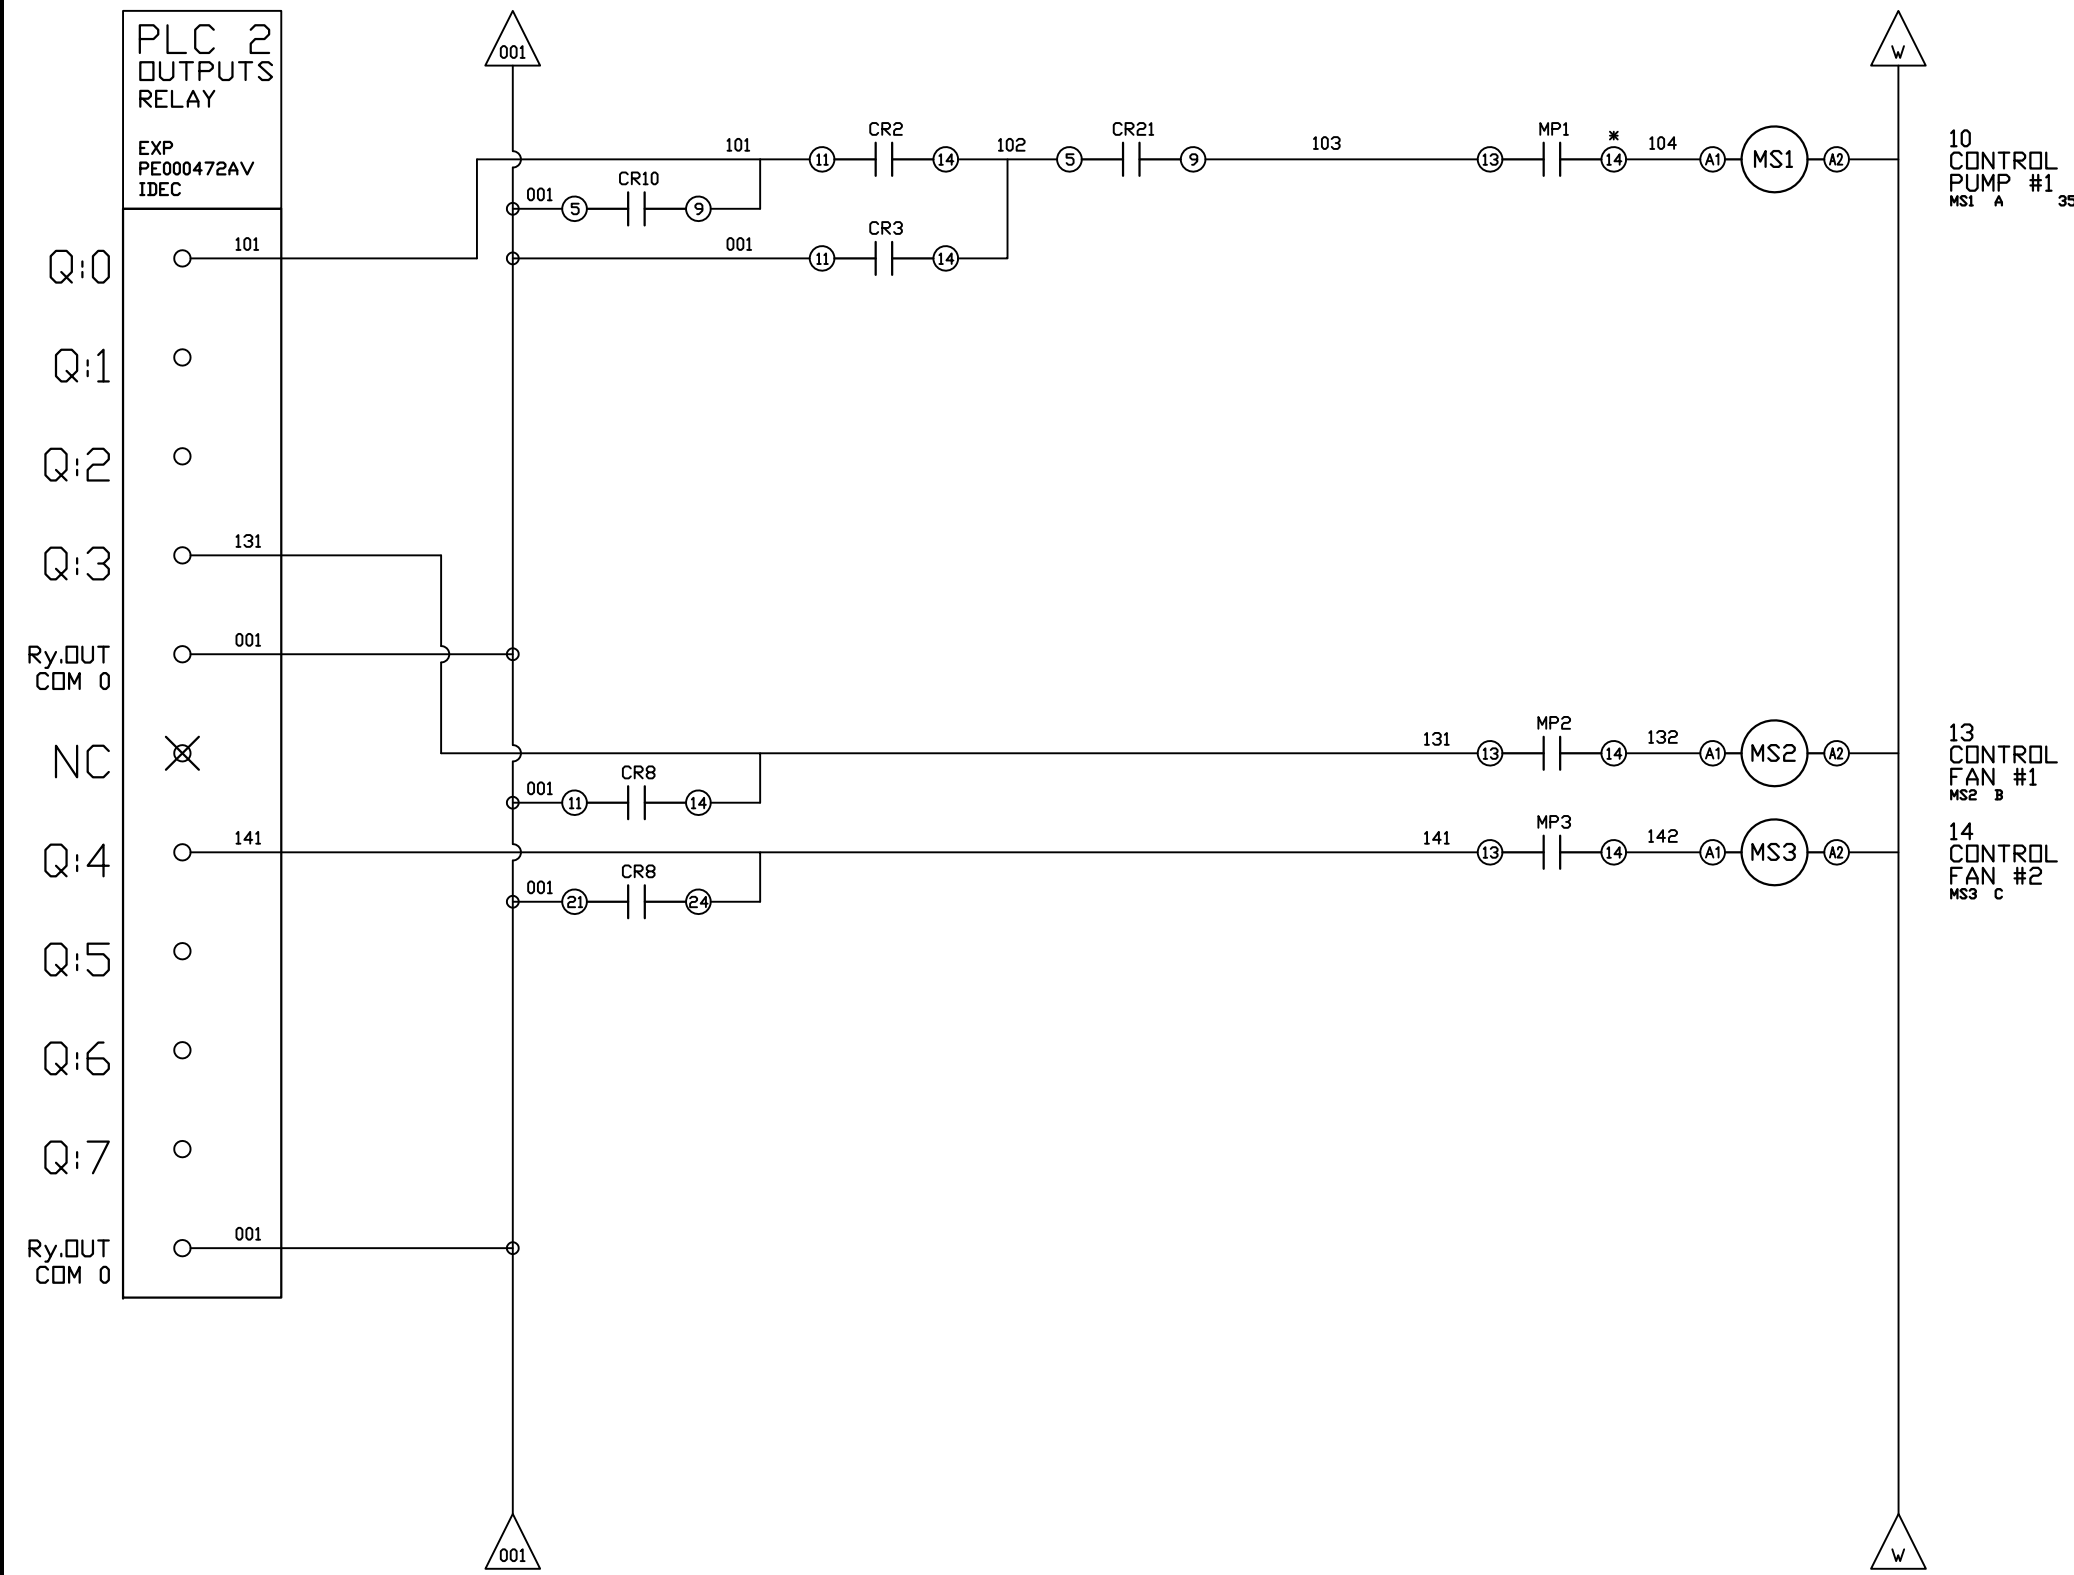 PLC 2
OUTPUTS
RELAY
EXP
PE000472AV
IDEC
001
W
101
CR2
11
14
102
CR21
5
9
103
MP1
13
*
14
104
A1
MS1
A2
10
CONTROL
PUMP #1
MS1 A 35
001
CR10
5
9
Q:0
101
001
CR3
11
14
Q:1
Q:2
Q:3
131
Ry.OUT
COM 0
001
NC
131
MP2
13
14
132
A1
MS2
A2
13
CONTROL
FAN #1
MS2 B
001
CR8
11
14
Q:4
141
141
MP3
13
14
142
A1
MS3
A2
14
CONTROL
FAN #2
MS3 C
001
CR8
21
24
Q:5
Q:6
Q:7
Ry.OUT
COM 0
001
001
W